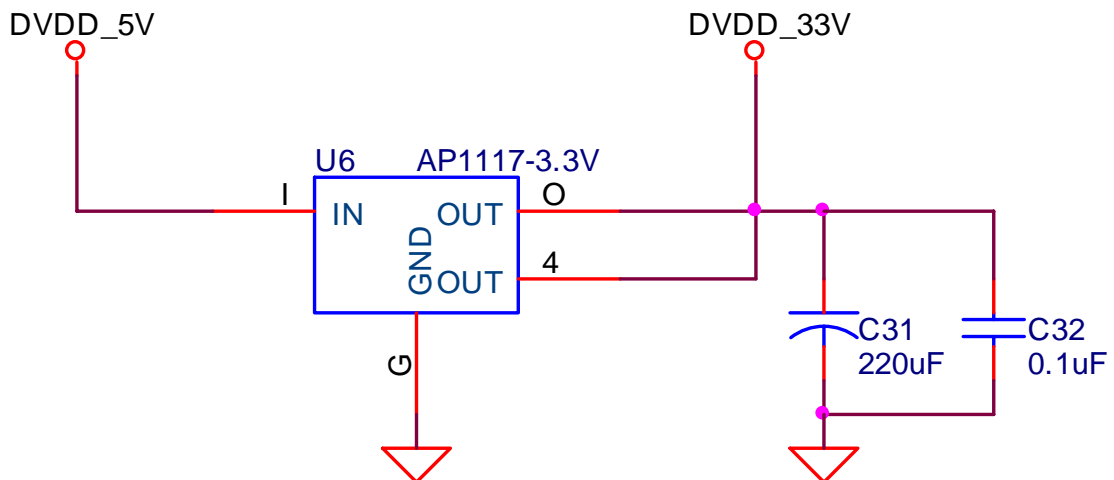 DVDD_5V
DVDD_33V
U6
AP1117-3.3V
I
O
IN
OUT
GND
4
OUT
G
C31
220uF
C32
0.1uF